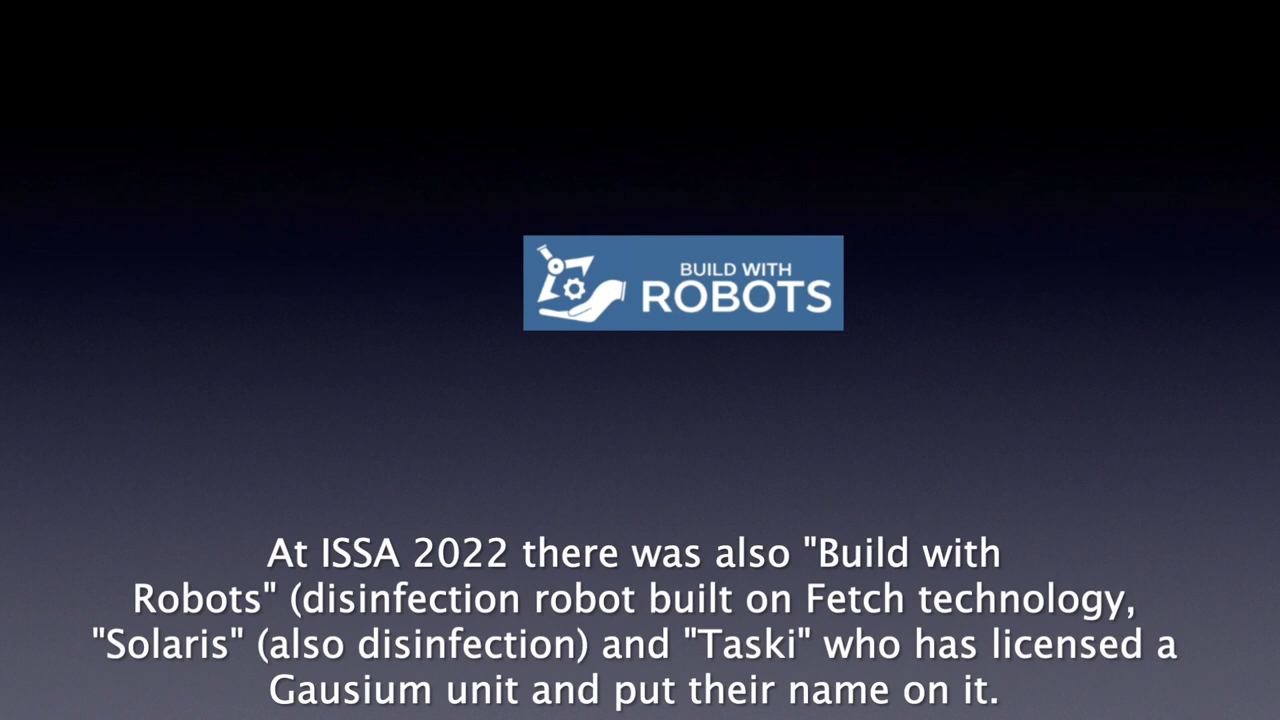 BUILD WITH
ROBOTS
At ISSA 2022 there was also "Build with
Robots" (disinfection robot built on Fetch technology,
"Solaris" (also disinfection) and "Taski" who has licensed a
Gausium unit and put their name on it.